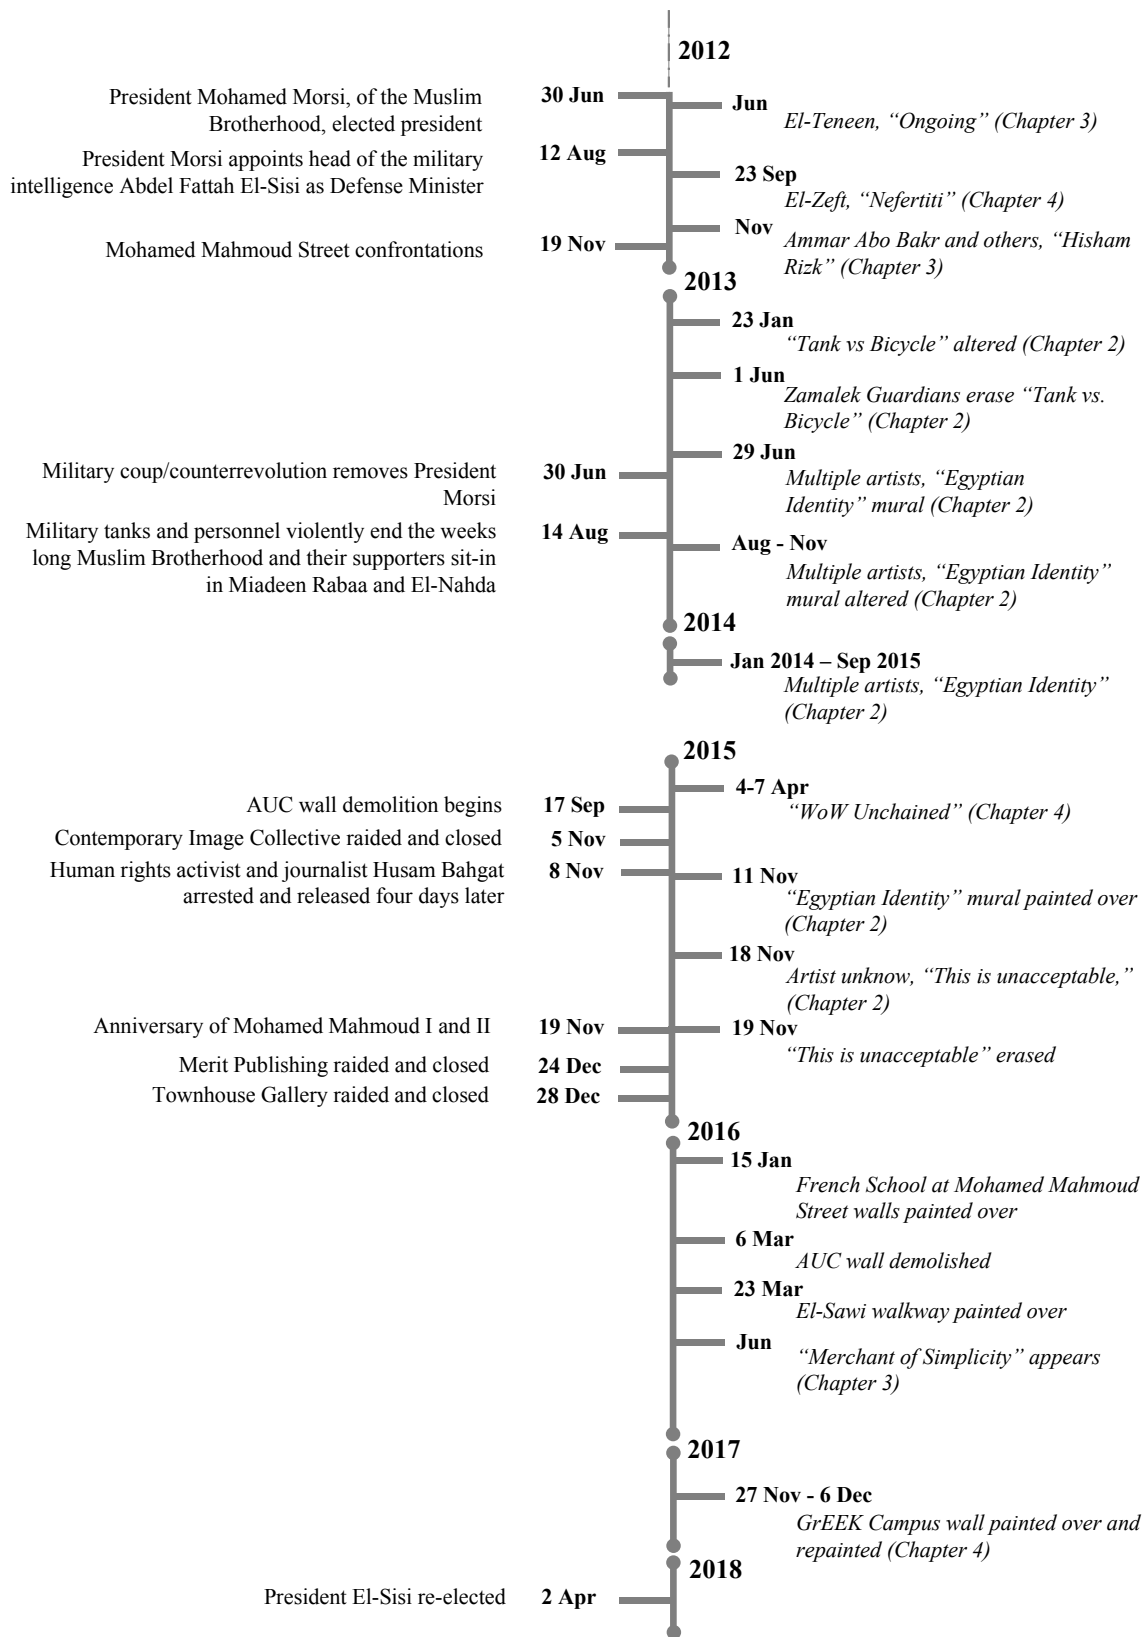 2012
President Mohamed Morsi, of the Muslim
Brotherhood, elected president
30 Jun
Jun
El-Teneen, “Ongoing” (Chapter 3)
President Morsi appoints head of the military
intelligence Abdel Fattah El-Sisi as Defense Minister
12 Aug
23 Sep
El-Zeft, “Nefertiti” (Chapter 4)
Mohamed Mahmoud Street confrontations
19 Nov
Nov
Ammar Abo Bakr and others, “Hisham
Rizk” (Chapter 3)
2013
23 Jan
“Tank vs Bicycle” altered (Chapter 2)
1 Jun
Zamalek Guardians erase “Tank vs.
Bicycle” (Chapter 2)
29 Jun
Multiple artists, “Egyptian
Identity” mural (Chapter 2)
Military coup/counterrevolution removes President
Morsi
30 Jun
Military tanks and personnel violently end the weeks
long Muslim Brotherhood and their supporters sit-in
in Miadeen Rabaa and El-Nahda
14 Aug
Aug - Nov
Multiple artists, “Egyptian Identity”
mural altered (Chapter 2)
2014
Jan 2014 – Sep 2015
Multiple artists, “Egyptian Identity”
(Chapter 2)
2015
4-7 Apr
“WoW Unchained” (Chapter 4)
AUC wall demolition begins
17 Sep
Contemporary Image Collective raided and closed
5 Nov
Human rights activist and journalist Husam Bahgat
arrested and released four days later
8 Nov
11 Nov
“Egyptian Identity” mural painted over
(Chapter 2)
18 Nov
Artist unknow, “This is unacceptable,”
(Chapter 2)
Anniversary of Mohamed Mahmoud I and II
19 Nov
19 Nov
“This is unacceptable” erased
Merit Publishing raided and closed
24 Dec
Townhouse Gallery raided and closed
28 Dec
2016
15 Jan
French School at Mohamed Mahmoud
Street walls painted over
6 Mar
AUC wall demolished
23 Mar
El-Sawi walkway painted over
Jun
“Merchant of Simplicity” appears
(Chapter 3)
2017
27 Nov - 6 Dec
GrEEK Campus wall painted over and
repainted (Chapter 4)
2018
President El-Sisi re-elected
2 Apr